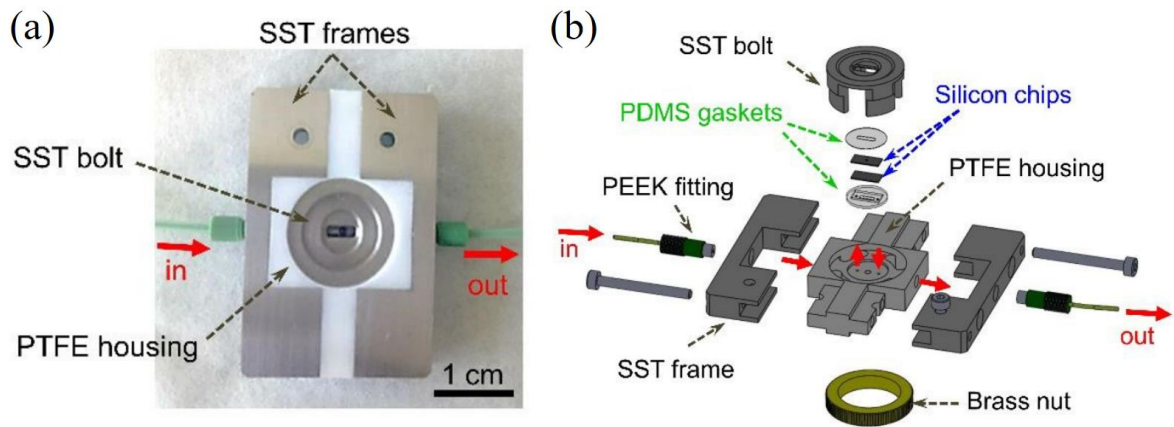 (a)
SST frames
SST bolt
in
out
PTFE housing
1 cm
(b)
SST bolt
Silicon chips
PDMS gaskets
PTFE housing
PEEK fitting
in
out
SST frame
Brass nut